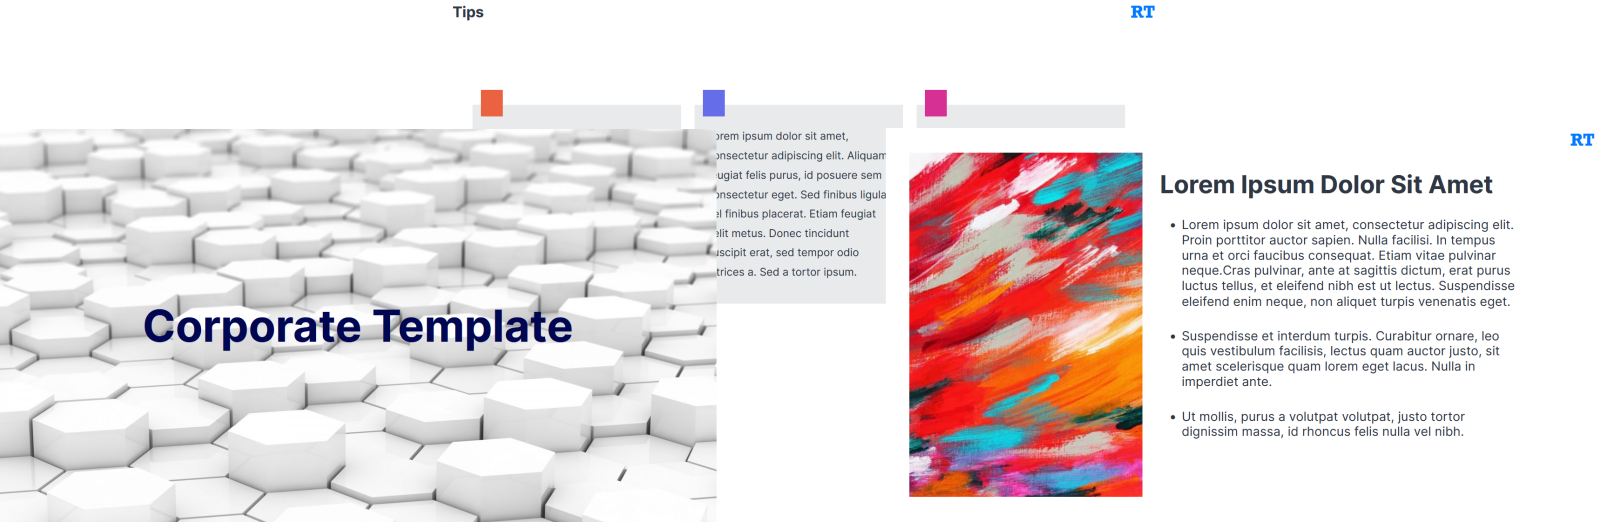 Tips
RT
orem ipsum dolor sit amet,
onsectetur adipiscing elit. Aliquam
ugiat felis purus, id posuere sem
onsectetur eget. Sed finibus ligula
el finibus placerat. Etiam feugiat
elit metus. Donec tincidunt
uscipit erat, sed tempor odio
trices a. Sed a tortor ipsum.
Corporate Template
RT
Lorem Ipsum Dolor Sit Amet
• Lorem ipsum dolor sit amet, consectetur adipiscing elit.
Proin porttitor auctor sapien. Nulla facilisi. In tempus
urna et orci faucibus consequat. Etiam vitae pulvinar
neque.Cras pulvinar, ante at sagittis dictum, erat purus
luctus tellus, et eleifend nibh est ut lectus. Suspendisse
eleifend enim neque, non aliquet turpis venenatis eget.
• Suspendisse et interdum turpis. Curabitur ornare, leo
quis vestibulum facilisis, lectus quam auctor justo, sit
amet scelerisque quam lorem eget lacus. Nulla in
imperdiet ante.
• Ut mollis, purus a volutpat volutpat, justo tortor
dignissim massa, id rhoncus felis nulla vel nibh.